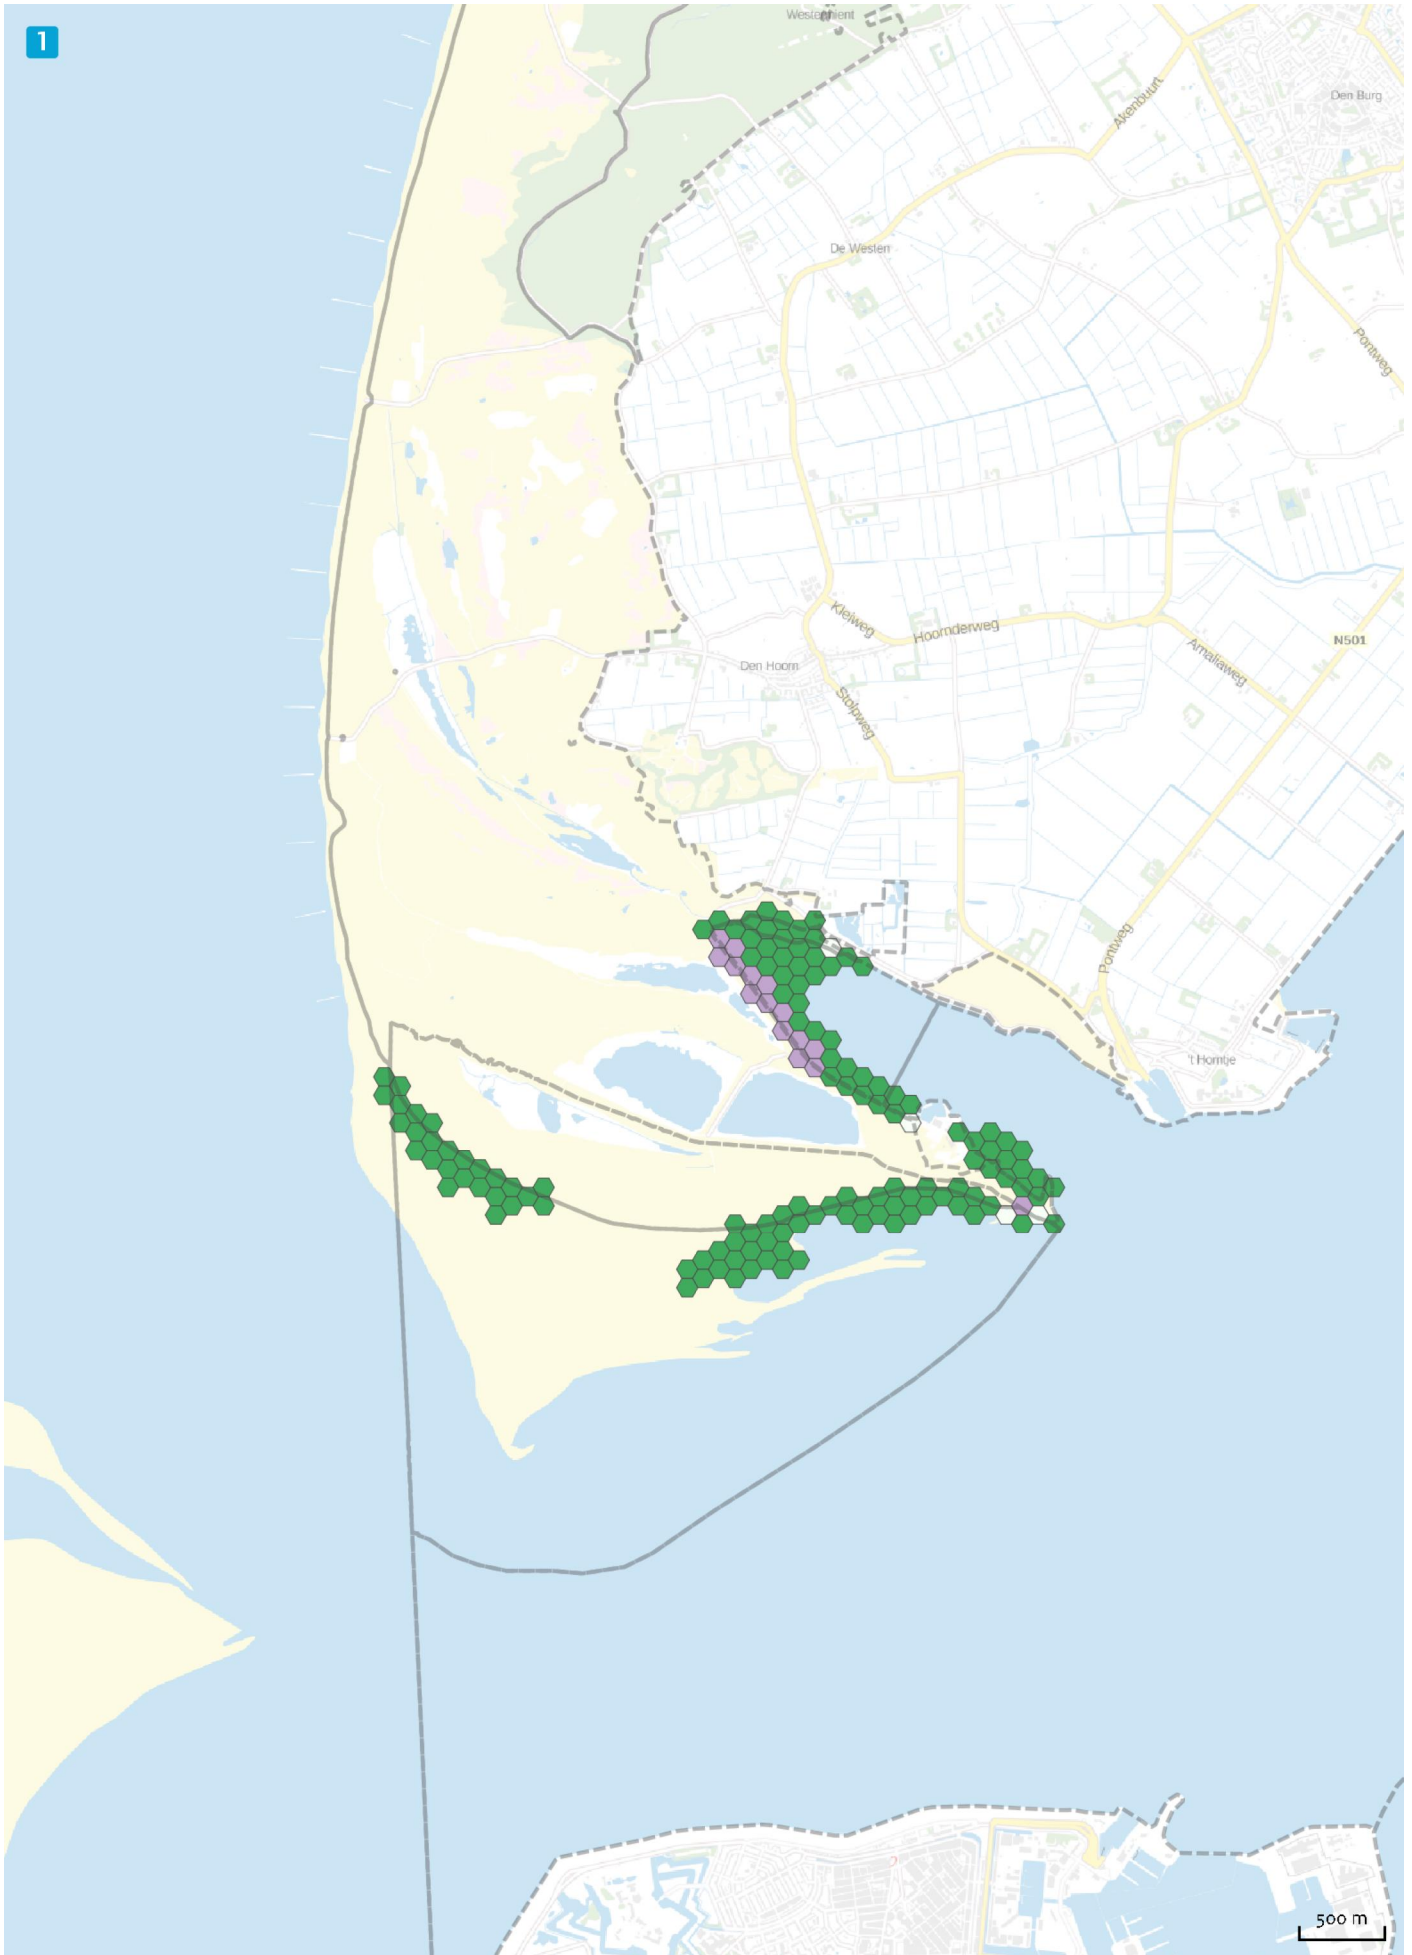 1
Westermient
Den Burg
Akenbuurt
De Westen
Pontweg
Kleiweg
Hoornderweg
N501
Den Hoorn
Amaliaweg
Stolpweg
Pontweg
't Horntje
500 m